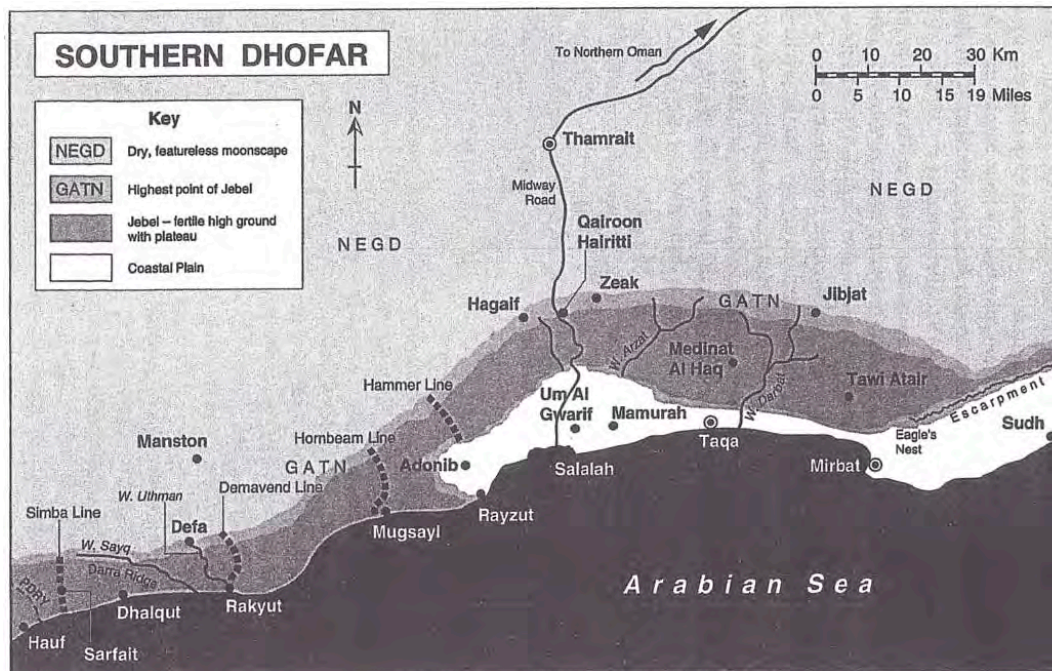 SOUTHERN DHOFAR
To Northern Oman
0 10 20 30 Km
0 5 10 15 19 Miles
Key
NEGD Dry, featureless moonscape
GATN Highest point of Jebel
Jebel – fertile high ground
with plateau
Coastal Plain
N
Thamrait
Midway
Road
NEGD
NEGD
Qairoon
Hairitti
Zeak
Hagaif
GATN
Jibjat
W. Arzat
Medinat
Al Haq
W. Darbat
Tawi Atair
Hammer Line
Um Al
Gwarif
Mamurah
Escarpment
Hornbeam Line
Manston
GATN
Adonib
Salalah
Taqa
Eagle's
Nest
Sudh
Mirbat
W. Uthman
Demavend Line
Rayzut
Mugsayl
Simba Line
Defa
W. Sayq
Darra Ridge
PDRY
Dhalqut
Rakyut
Arabian Sea
Hauf
Sarfait